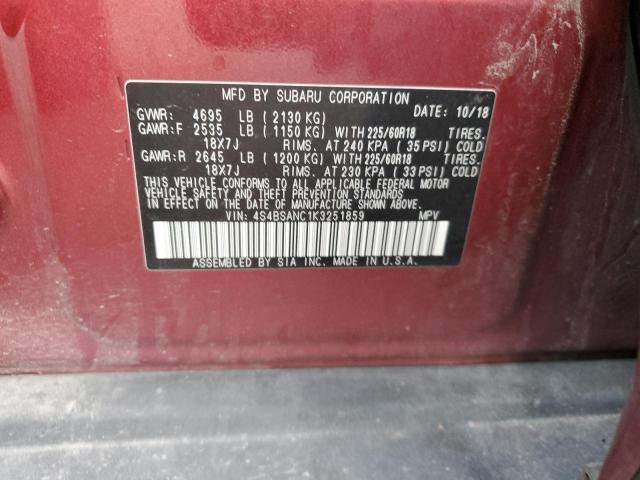 MFD BY SUBARU CORPORATION
GVWR: 4695 LB ( 2130 KG) DATE: 10/18
GAWR:F 2535 LB ( 1150 KG) WITH 225/60R18 TIRES.
18X7J RIMS. AT 240 KPA ( 35 PSI) COLD
GAWR:R 2645 LB ( 1200 KG) WITH 225/60R18 TIRES.
18X7J RIMS. AT 230 KPA ( 33 PSI) COLD
THIS VEHICLE CONFORMS TO ALL APPLICABLE FEDERAL MOTOR
VEHICLE SAFETY AND THEFT PREVENTION STANDARDS
IN EFFECT ON THE DATE OF MANUFACTURE SHOWN ABOVE.
VIN: 4S4BSANC1K3251859 MPV
ASSEMBLED BY SIA INC. MADE IN U.S.A.